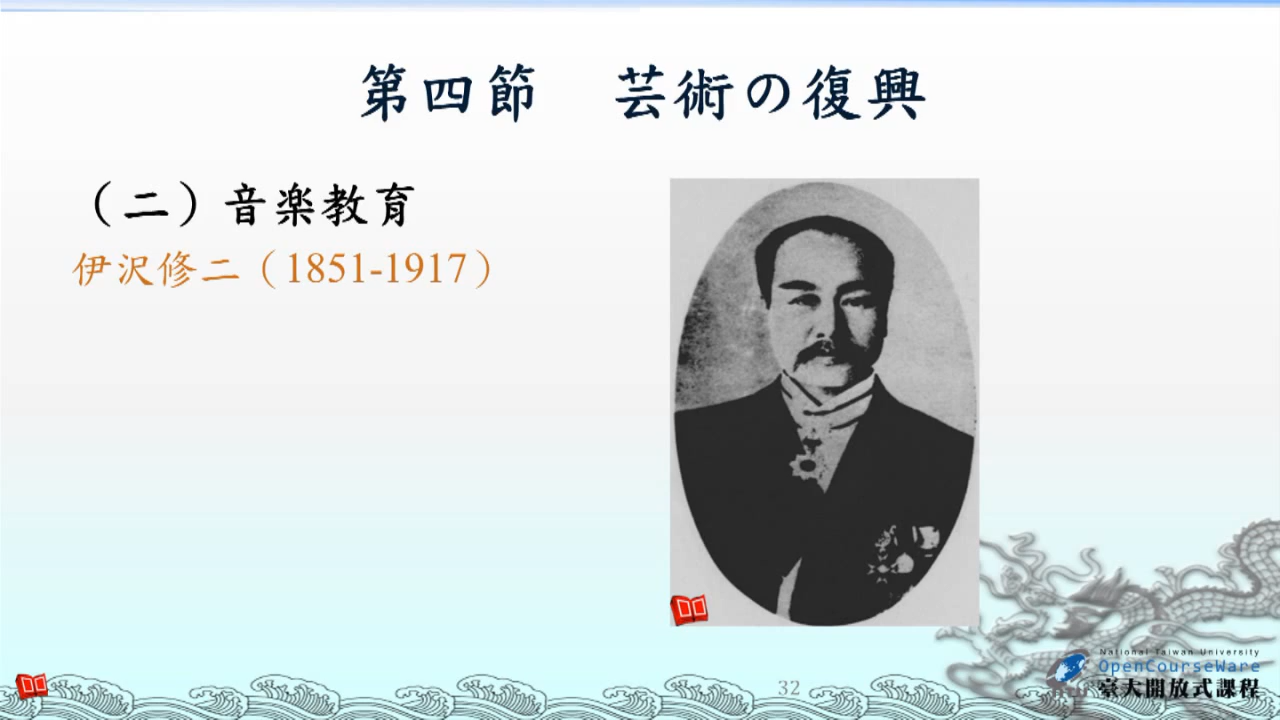 第四節　芸術の復興
（二）音楽教育
伊沢修二（1851-1917）
32
National Taiwan University
OpenCourseWare
臺大開放式課程